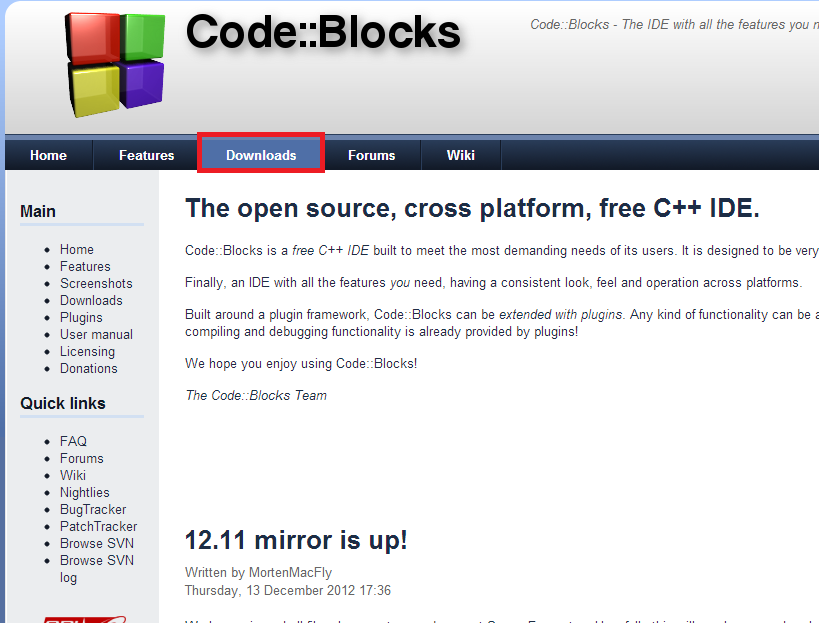 Code::Blocks
Code::Blocks - The IDE with all the features you
Home Features Downloads Forums Wiki
Main
Home
Features
Screenshots
Downloads
Plugins
User manual
Licensing
Donations
Quick links
FAQ
Forums
Wiki
Nightlies
BugTracker
PatchTracker
Browse SVN
Browse SVN
log
The open source, cross platform, free C++ IDE.
Code::Blocks is a free C++ IDE built to meet the most demanding needs of its users. It is designed to be very
Finally, an IDE with all the features you need, having a consistent look, feel and operation across platforms.
Built around a plugin framework, Code::Blocks can be extended with plugins. Any kind of functionality can be
compiling and debugging functionality is already provided by plugins!
We hope you enjoy using Code::Blocks!
The Code::Blocks Team
12.11 mirror is up!
Written by MortenMacFly
Thursday, 13 December 2012 17:36